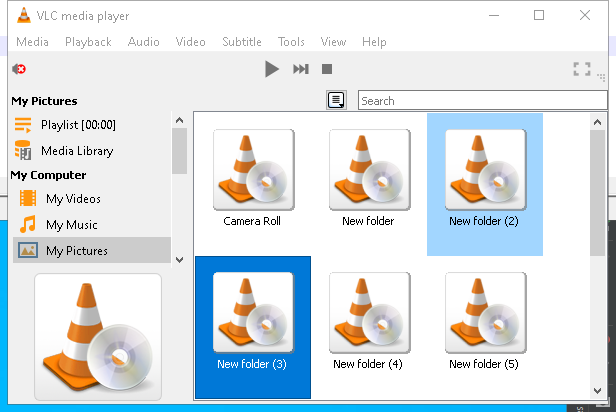 VLC media player
Media Playback Audio Video Subtitle Tools View Help
My Pictures
Search
Playlist [00:00]
Media Library
My Computer
My Videos
My Music
My Pictures
Camera Roll
New folder
New folder (2)
New folder (3)
New folder (4)
New folder (5)